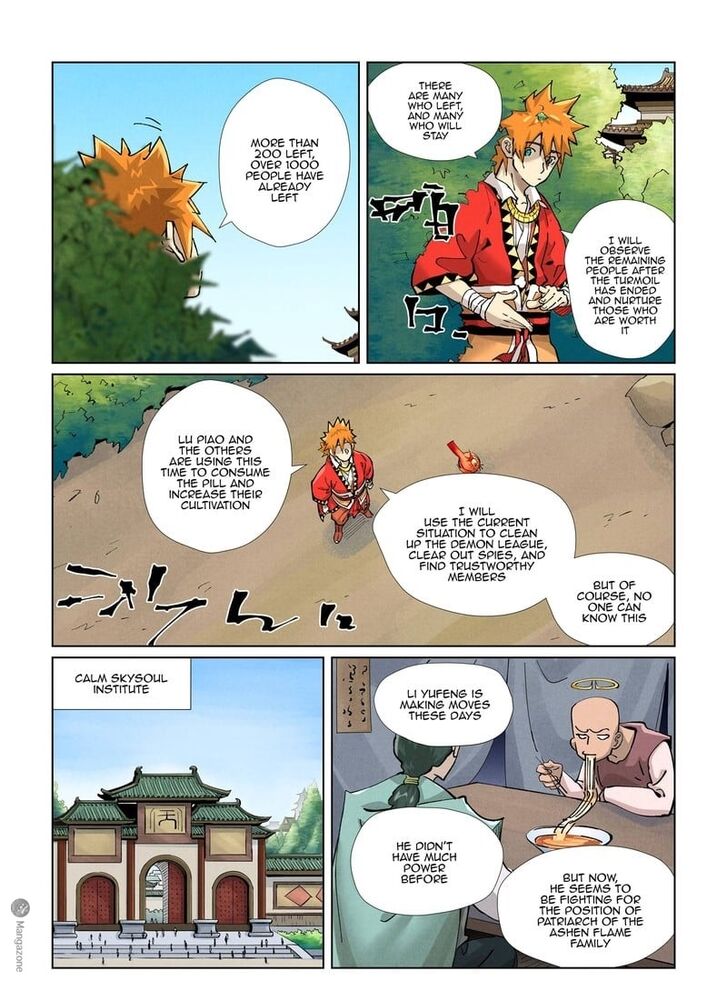 MORE THAN
200 LEFT,
OVER 1000
PEOPLE HAVE
ALREADY
LEFT
THERE
ARE MANY
WHO LEFT,
AND MANY
WHO WILL
STAY
I WILL
OBSERVE
THE REMAINING
PEOPLE AFTER
THE TURMOIL
HAS ENDED
AND NURTURE
THOSE WHO
ARE WORTH
IT
LU PIAO AND
THE OTHERS
ARE USING THIS
TIME TO CONSUME
THE PILL AND
INCREASE THEIR
CULTIVATION
I WILL
USE THE CURRENT
SITUATION TO CLEAN
UP THE DEMON LEAGUE,
CLEAR OUT SPIES, AND
FIND TRUSTWORTHY
MEMBERS
BUT OF
COURSE, NO
ONE CAN
KNOW THIS
CALM SKYSOUL
INSTITUTE
LI YUFENG IS
MAKING MOVES
THESE DAYS
HE DIDN'T
HAVE MUCH
POWER
BEFORE
BUT NOW,
HE SEEMS TO
BE FIGHTING FOR
THE POSITION OF
PATRIARCH OF THE
ASHEN FLAME
FAMILY
Mangazone